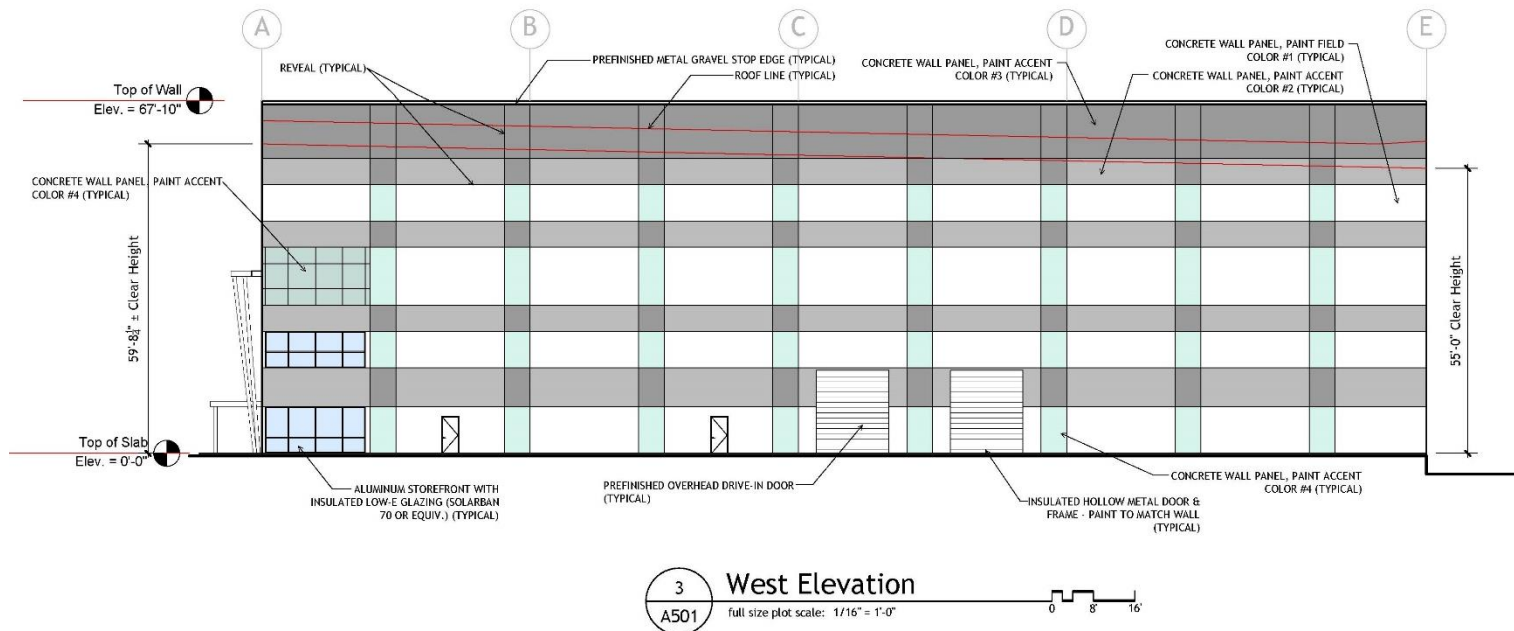 A
B
C
D
E
Top of Wall
Elev. = 67'-10"
REVEAL (TYPICAL)
PREFINISHED METAL GRAVEL STOP EDGE (TYPICAL)
ROOF LINE (TYPICAL)
CONCRETE WALL PANEL, PAINT ACCENT
COLOR #3 (TYPICAL)
CONCRETE WALL PANEL, PAINT FIELD
COLOR #1 (TYPICAL)
CONCRETE WALL PANEL, PAINT ACCENT
COLOR #2 (TYPICAL)
CONCRETE WALL PANEL, PAINT ACCENT
COLOR #4 (TYPICAL)
59'-8¼" ± Clear Height
55'-0" Clear Height
Top of Slab
Elev. = 0'-0"
ALUMINUM STOREFRONT WITH
INSULATED LOW-E GLAZING (SOLARBAN
70 OR EQUIV.) (TYPICAL)
PREFINISHED OVERHEAD DRIVE-IN DOOR
(TYPICAL)
INSULATED HOLLOW METAL DOOR &
FRAME - PAINT TO MATCH WALL
(TYPICAL)
CONCRETE WALL PANEL, PAINT ACCENT
COLOR #4 (TYPICAL)
3
A501
West Elevation
full size plot scale: 1/16" = 1'-0"
0 8' 16'